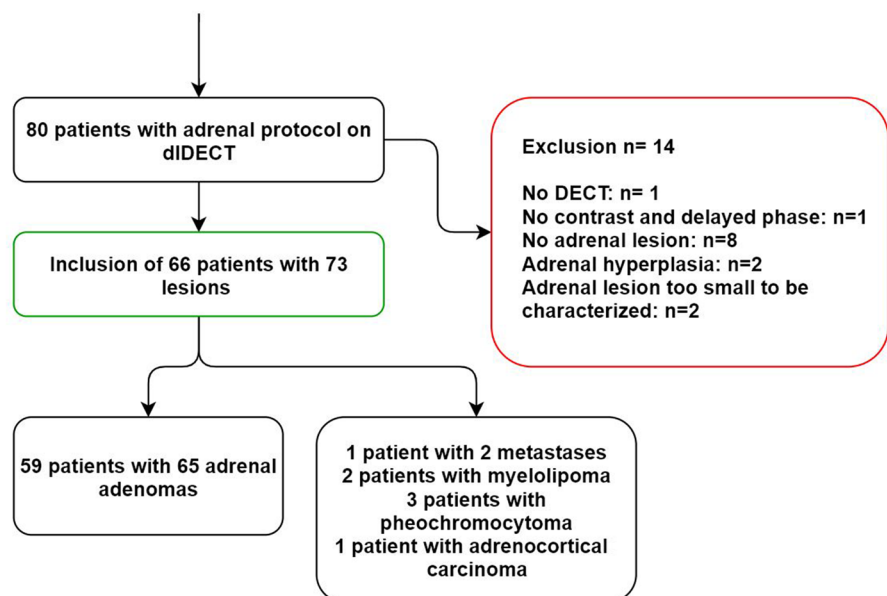 80 patients with adrenal protocol on
dlDECT
Exclusion n= 14
No DECT: n= 1
No contrast and delayed phase: n=1
No adrenal lesion: n=8
Adrenal hyperplasia: n=2
Adrenal lesion too small to be
characterized: n=2
Inclusion of 66 patients with 73
lesions
59 patients with 65 adrenal
adenomas
1 patient with 2 metastases
2 patients with myelolipoma
3 patients with
pheochromocytoma
1 patient with adrenocortical
carcinoma